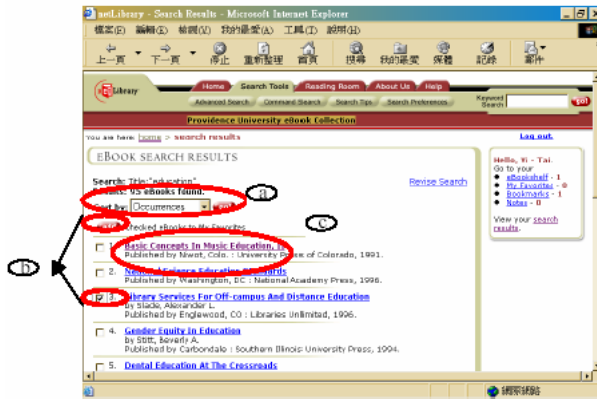 netLibrary - Search Results - Microsoft Internet Explorer
檔案(F) 編輯(E) 檢視(V) 我的最愛(A) 工具(T) 說明(H)
上一頁 下一頁 停止 重新整理 首頁 搜尋 我的最愛 媒體 記錄 郵件
Library
Home Search Tools Reading Room About Us Help
Advanced Search Command Search Search Tips Search Preferences
Keyword Search
Providence University eBook Collection
You are here: home > search results
Log out.
EBOOK SEARCH RESULTS
Search: Title:"education"
95 eBooks found.
Revise Search
Sort by: Occurrences
a
checked eBooks to My Favorites
c
b
1. Basic Concepts In Music Education,
Published by Niwot, Colo. : University Press of Colorado, 1991.
2. National Science Education Standards
Published by Washington, DC : National Academy Press, 1996.
3. Library Services For Off-campus And Distance Education
by Slade, Alexander L.
Published by Englewood, CO : Libraries Unlimited, 1996.
4. Gender Equity In Education
by Stitt, Beverly A.
Published by Carbondale : Southern Illinois University Press, 1994.
5. Dental Education At The Crossroads
Hello, Yi - Tai.
Go to your
eBookshelf - 1
My Favorites - 0
Bookmarks - 1
Notes - 0
View your search
results.
網際網路